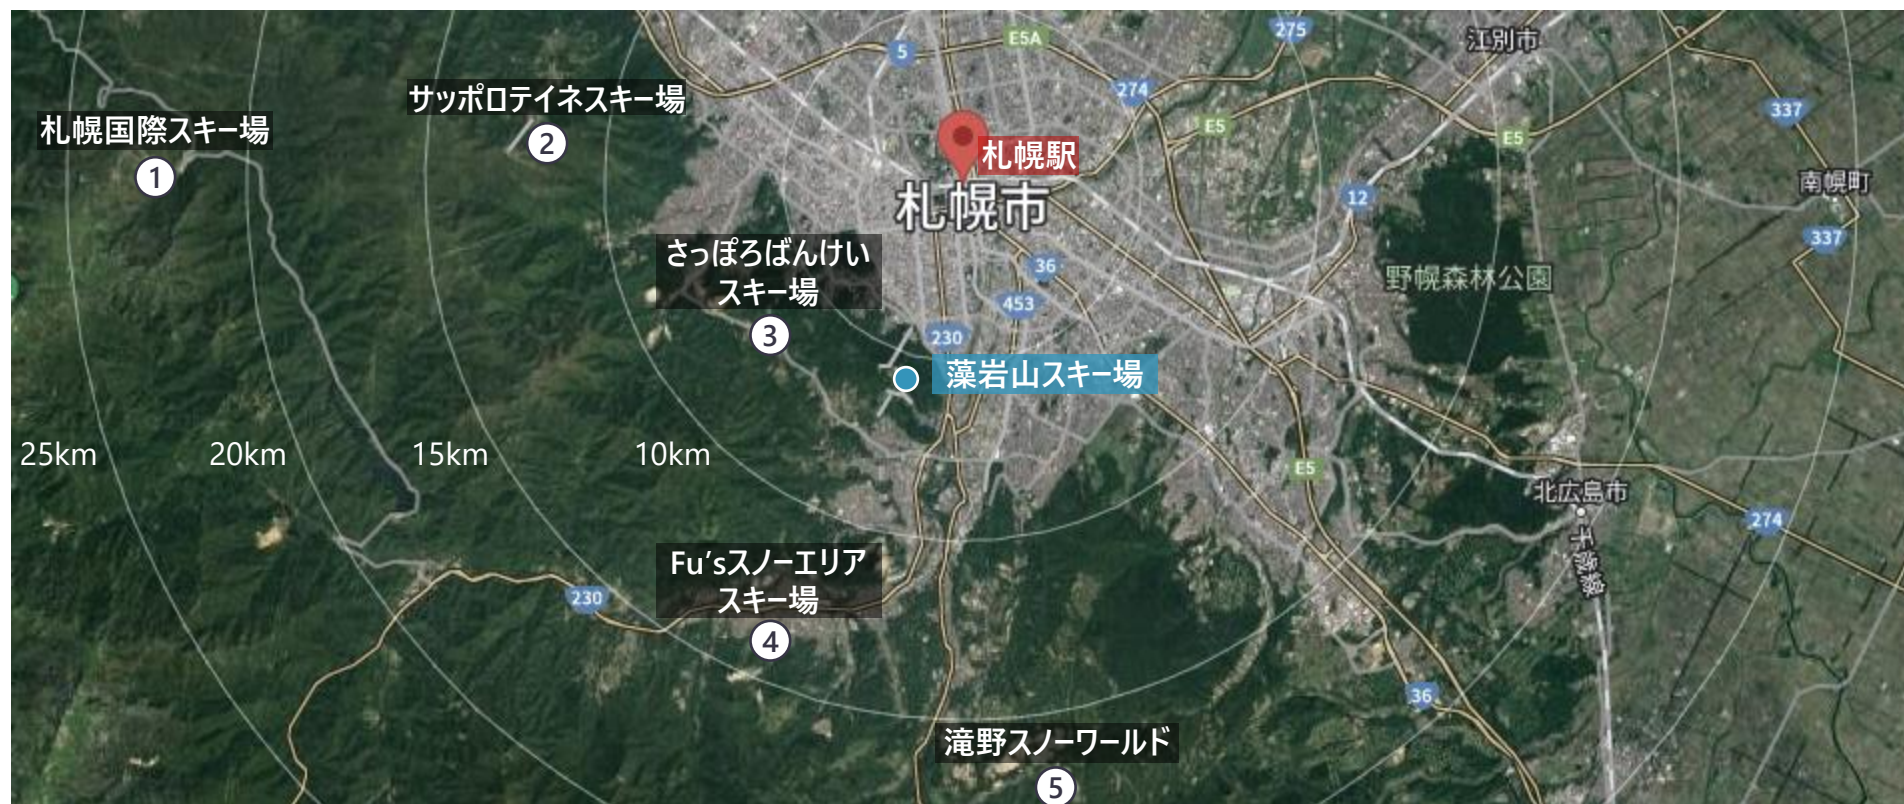 275
江別市
E5A
5
サッポロテイネスキー場
274
337
札幌国際スキー場
2
E5
E5
札幌駅
1
12
南幌町
札幌市
337
さっぽろばんけい
スキー場
36
野幌森林公園
453
3
230
藻岩山スキー場
25km
20km
15km
10km
E5
北広島市
274
千歳線
Fu'sスノーエリア
スキー場
230
4
36
滝野スノーワールド
5